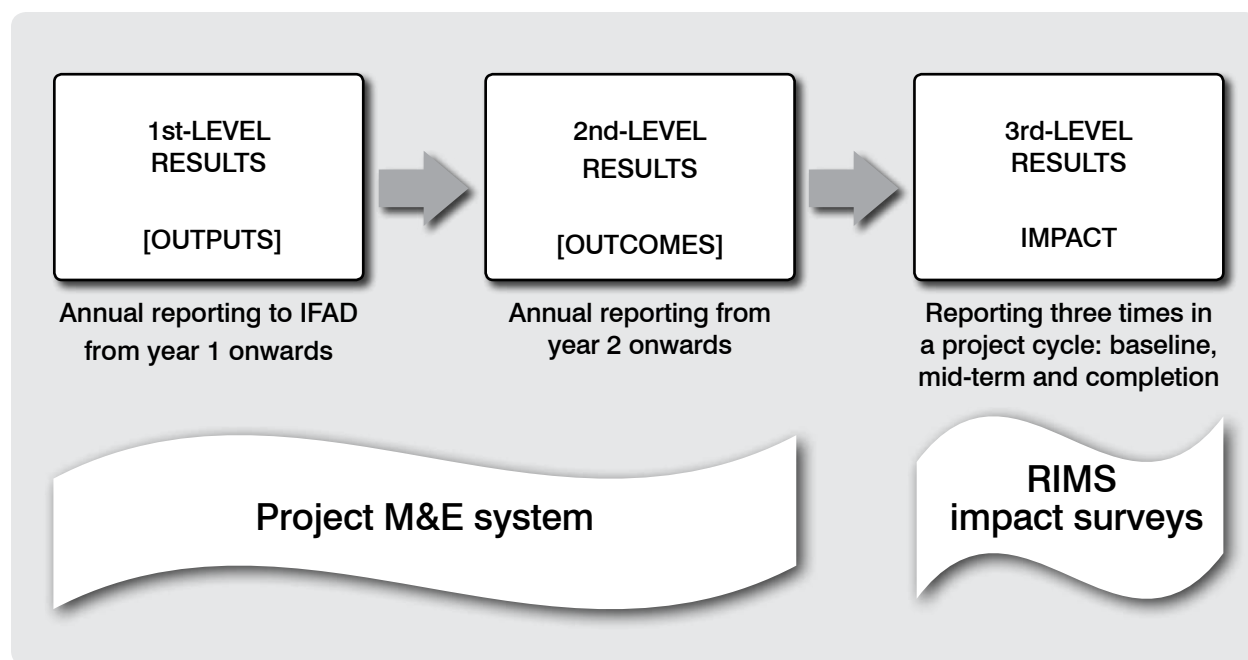 1st-LEVEL
RESULTS
[OUTPUTS]
Annual reporting to IFAD
from year 1 onwards
2nd-LEVEL
RESULTS
[OUTCOMES]
Annual reporting from
year 2 onwards
3rd-LEVEL
RESULTS
IMPACT
Reporting three times in
a project cycle: baseline,
mid-term and completion
Project M&E system
RIMS
impact surveys